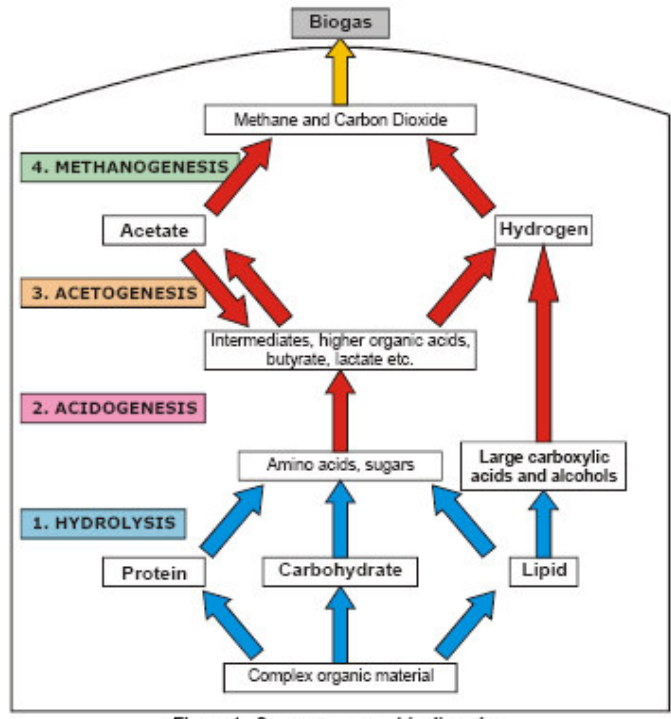 Biogas
Methane and Carbon Dioxide
4. METHANOGENESIS
Acetate
Hydrogen
3. ACETOGENESIS
Intermediates, higher organic acids,
butyrate, lactate etc.
2. ACIDOGENESIS
Amino acids, sugars
Large carboxylic
acids and alcohols
1. HYDROLYSIS
Protein
Carbohydrate
Lipid
Complex organic material